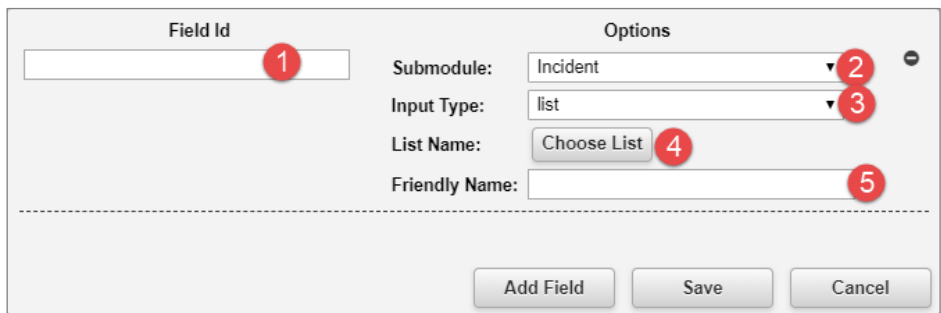 Field Id
Options
1
Submodule: Incident 2
Input Type: list 3
List Name: Choose List 4
Friendly Name: 5
Add Field Save Cancel